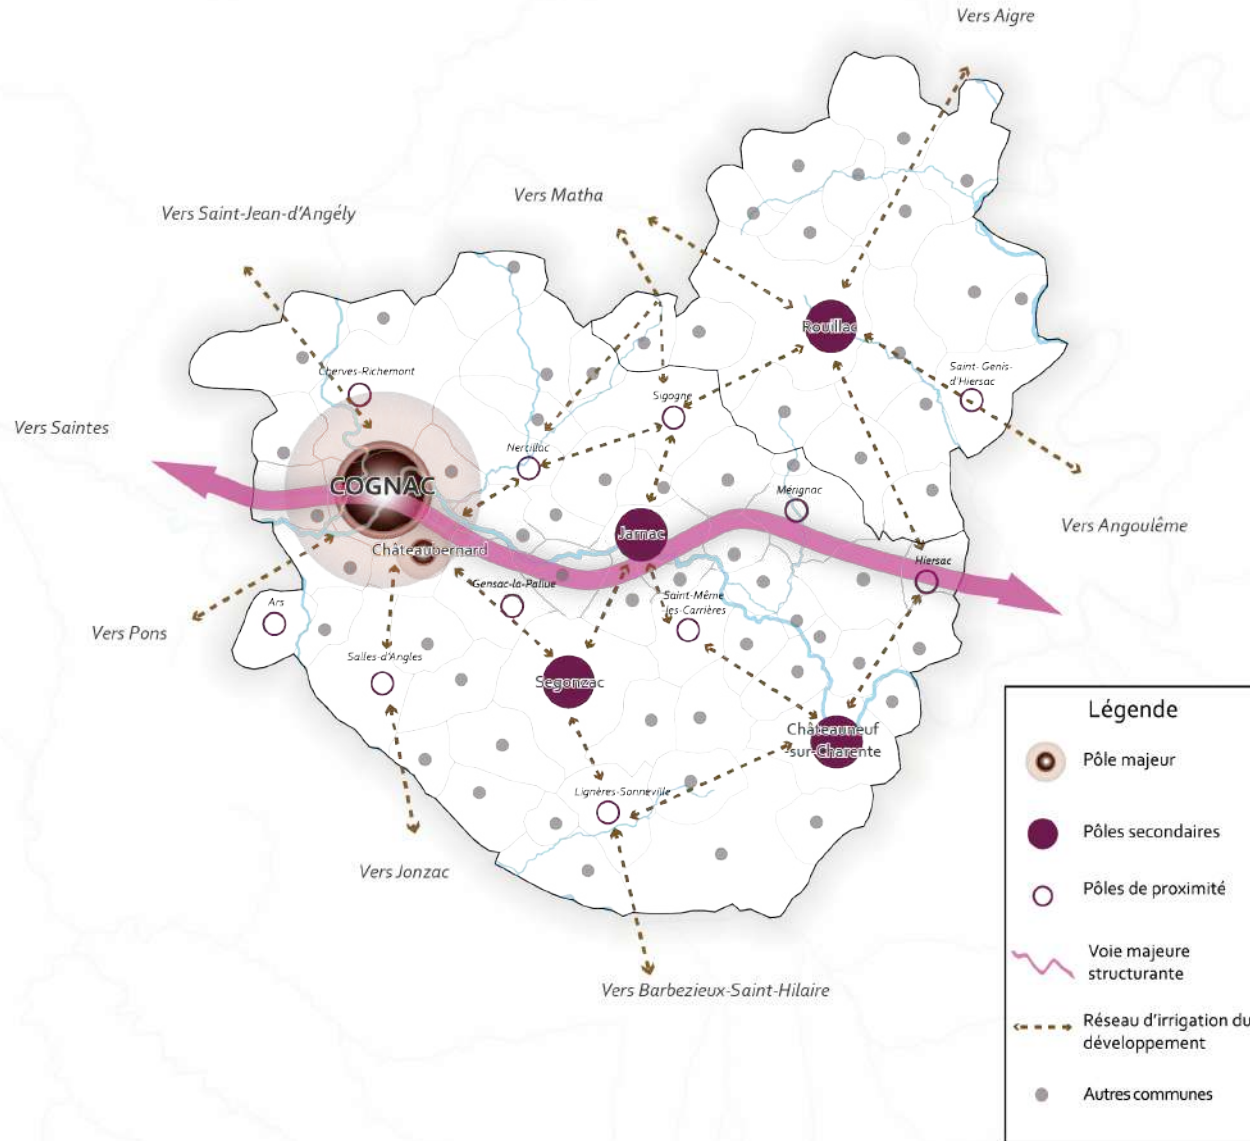 Vers Aigre
Vers Matha
Vers Saint-Jean-d'Angély
Rouillac
Saint-Genis-
d'Hiersac
Cherves-Richemont
Sigogne
Vers Saintes
Nercillac
COGNAC
Mérignac
Vers Angoulême
Jarnac
Châteaubernard
Hiersac
Gensac-la-Pallue
Saint-Même
-les-Carrières
Ars
Vers Pons
Salles-d'Angles
Segonzac
Châteauneuf
-sur-Charente
Lignères-Sonneville
Vers Jonzac
Vers Barbezieux-Saint-Hilaire
Légende
Pôle majeur
Pôles secondaires
Pôles de proximité
Voie majeure
structurante
Réseau d'irrigation du
développement
Autres communes